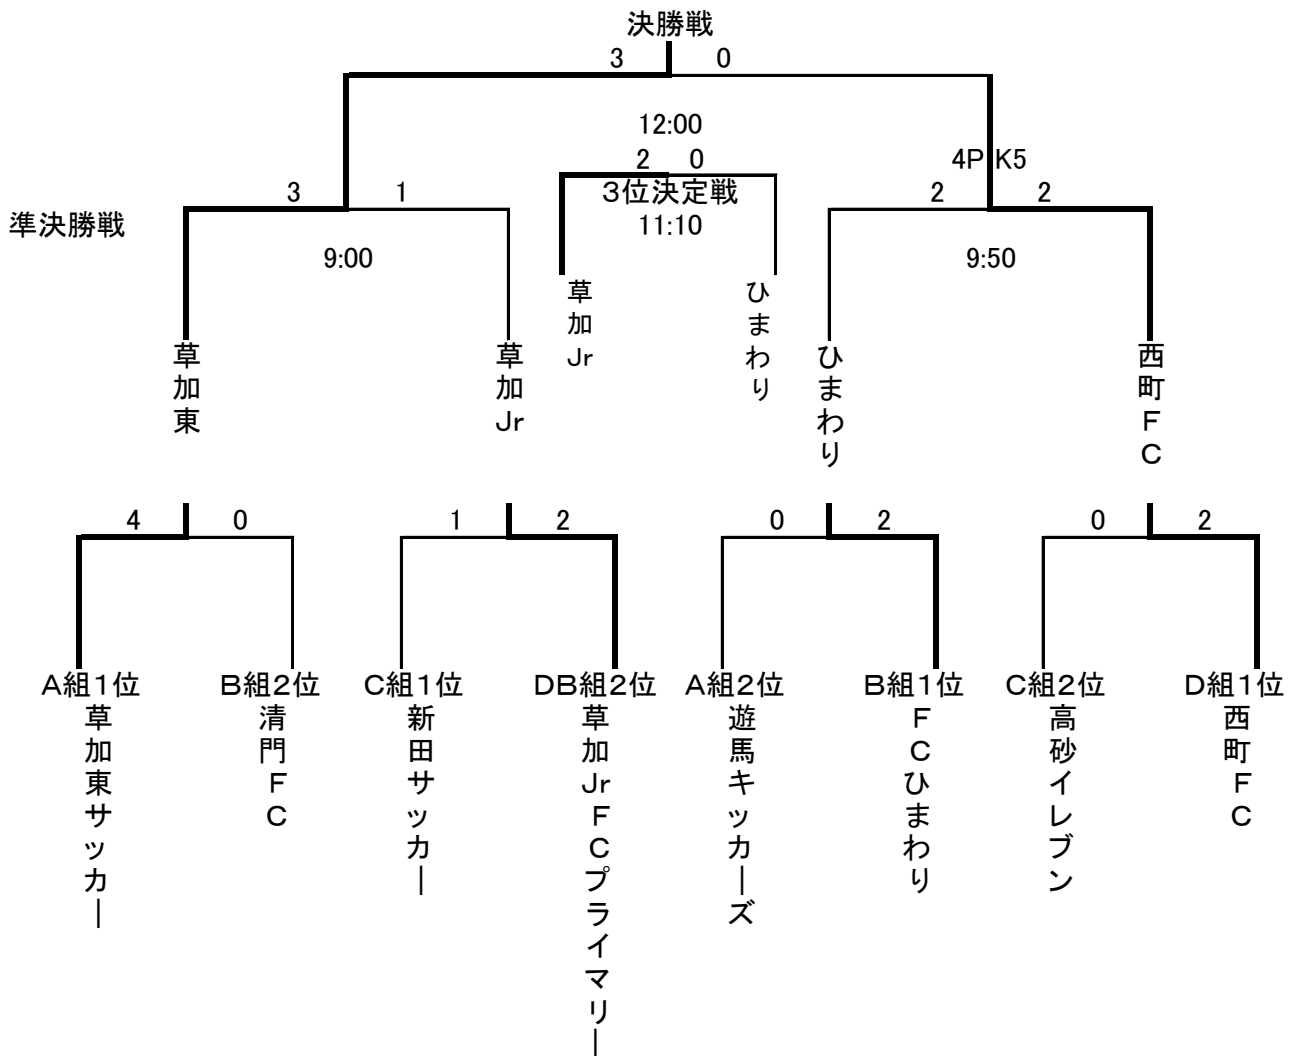 決勝戦
3 0
12:00
2 0
4PK5
3位決定戦
3 1
2 2
準決勝戦
11:10
9:00
9:50
草加Jr
ひまわり
草加東
草加Jr
ひまわり
西町FC
4 0
1 2
0 2
0 2
A組1位
B組2位
C組1位
DB組2位
A組2位
B組1位
C組2位
D組1位
草加東サッカー
清門FC
新田サッカー
草加JrFCプライマリー
遊馬キッカーズ
FCひまわり
高砂イレブン
西町FC